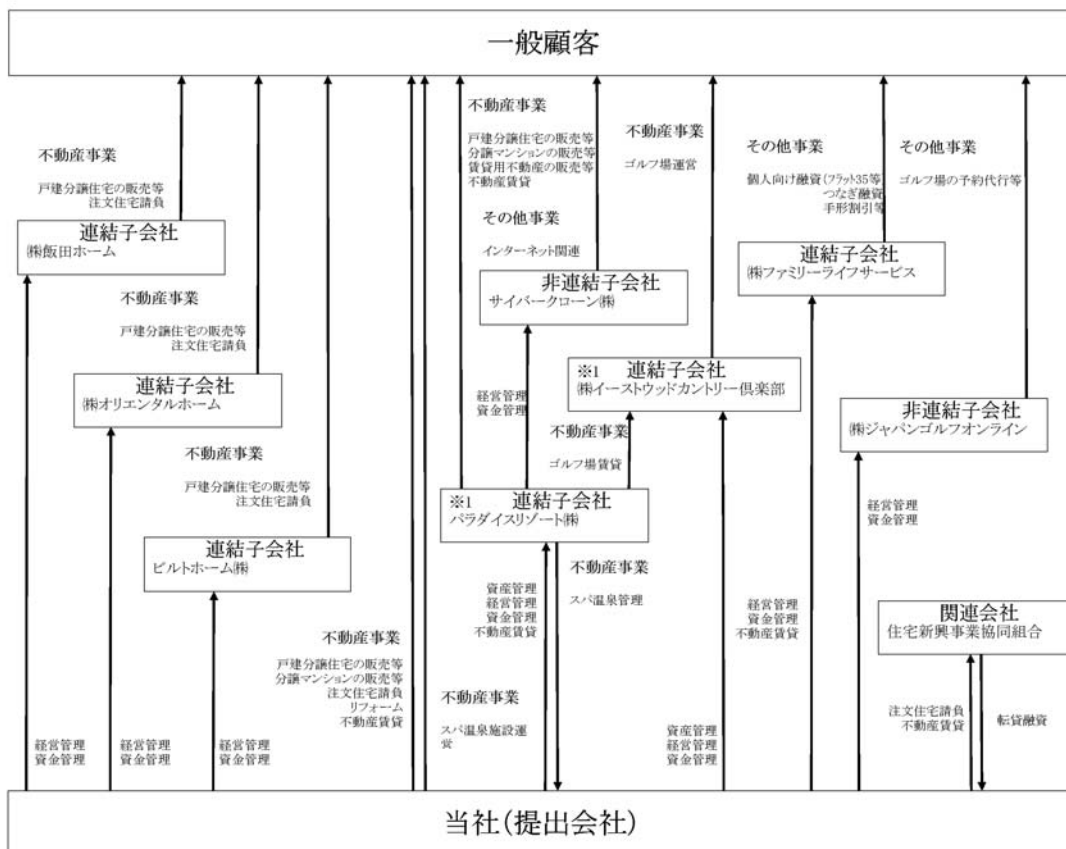 一般顧客
不動産事業
戸建分譲住宅の販売等
注文住宅請負
連結子会社
㈱飯田ホーム
不動産事業
戸建分譲住宅の販売等
注文住宅請負
連結子会社
㈱オリエンタルホーム
不動産事業
戸建分譲住宅の販売等
注文住宅請負
連結子会社
ビルトホーム㈱
経営管理
資金管理
経営管理
資金管理
経営管理
資金管理
不動産事業
戸建分譲住宅の販売等
分譲マンションの販売等
注文住宅請負
リフォーム
不動産賃貸
不動産事業
戸建分譲住宅の販売等
分譲マンションの販売等
賃貸用不動産の販売等
不動産賃貸
その他事業
インターネット関連
非連結子会社
サイバークローン㈱
経営管理
資金管理
不動産事業
ゴルフ場運営
※1 連結子会社
㈱イーストウッドカントリー倶楽部
不動産事業
ゴルフ場賃貸
※1 連結子会社
パラダイスリゾート㈱
資産管理
経営管理
資金管理
不動産賃貸
不動産事業
スパ温泉管理
不動産事業
スパ温泉施設運
営
資産管理
経営管理
資金管理
その他事業
個人向け融資(フラット35等
つなぎ融資
手形割引等
連結子会社
㈱ファミリーライフサービス
経営管理
資金管理
不動産賃貸
その他事業
ゴルフ場の予約代行等
非連結子会社
㈱ジャパンゴルフオンライン
経営管理
資金管理
関連会社
住宅新興事業協同組合
注文住宅請負
不動産賃貸
転貸融資
当社(提出会社)